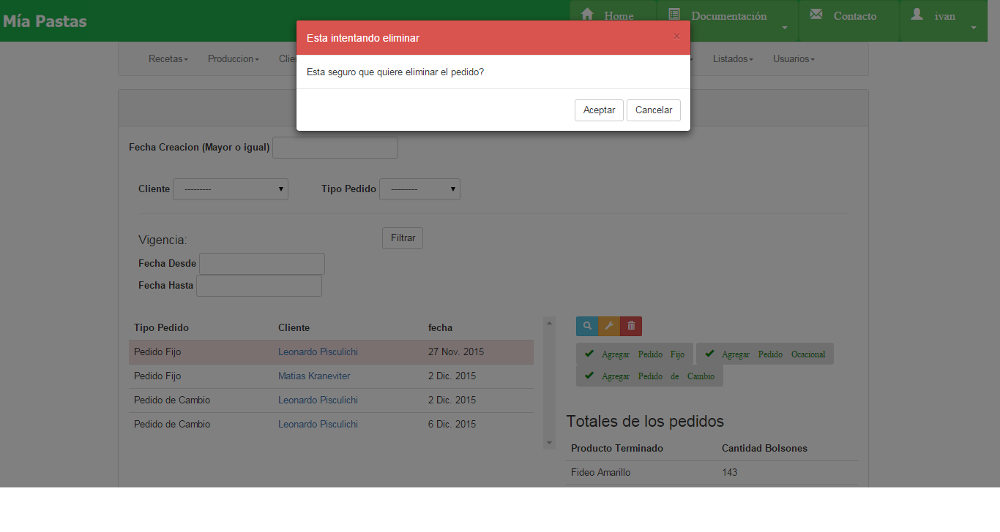 Mía Pastas
Home
Documentación
Contacto
ivan
Esta intentando eliminar
×
Esta seguro que quiere eliminar el pedido?
Aceptar
Cancelar
Recetas
Produccion
Listados
Usuarios
Fecha Creacion (Mayor o igual)
Cliente
---------
Tipo Pedido
---------
Vigencia:
Filtrar
Fecha Desde
Fecha Hasta
Tipo Pedido Cliente fecha
Pedido Fijo Leonardo Pisculichi 27 Nov. 2015
Pedido Fijo Matias Kraneviter 2 Dic. 2015
Pedido de Cambio Leonardo Pisculichi 2 Dic. 2015
Pedido de Cambio Leonardo Pisculichi 6 Dic. 2015
Agregar Pedido Fijo
Agregar Pedido Ocacional
Agregar Pedido de Cambio
Totales de los pedidos
Producto Terminado Cantidad Bolsones
Fideo Amarillo 143